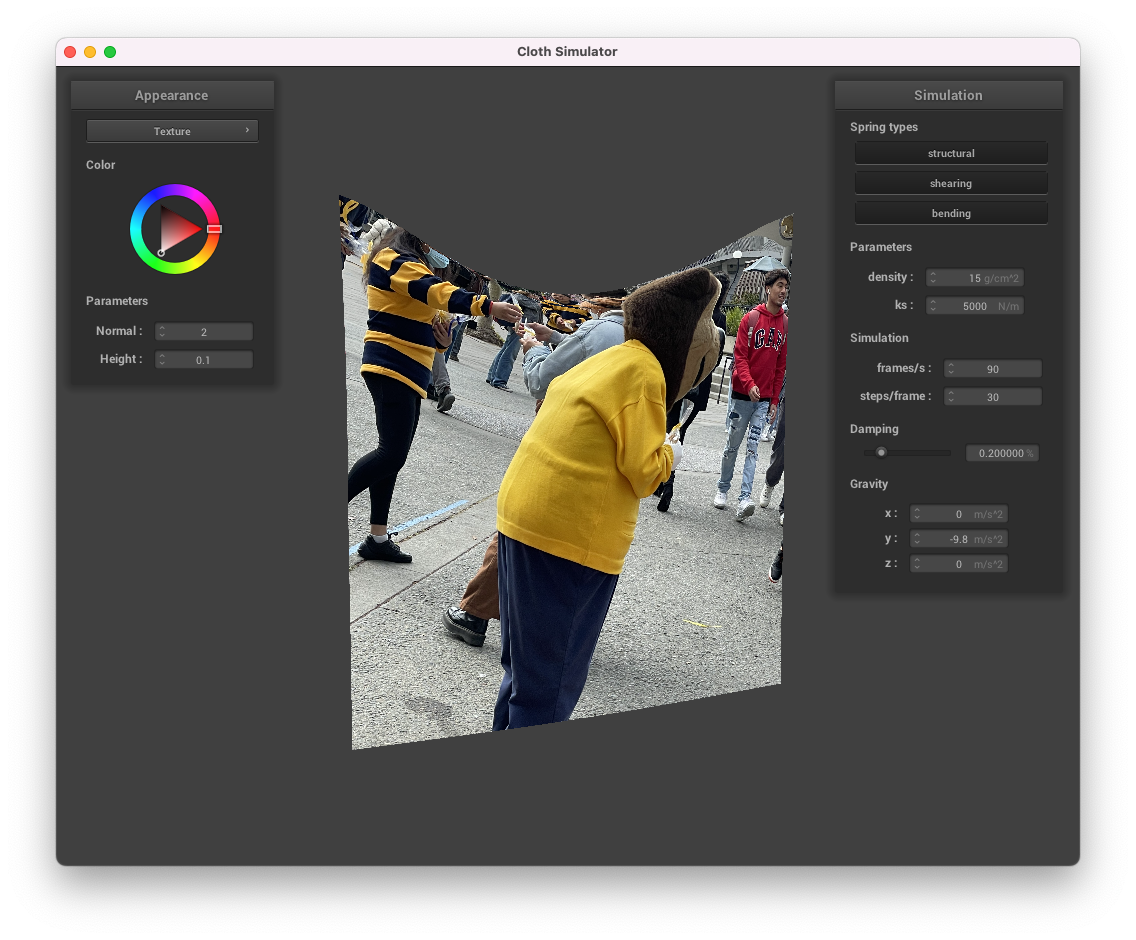 Cloth Simulator
Appearance
Texture
Color
Parameters
Normal : 2
Height : 0.1
Simulation
Spring types
structural
shearing
bending
Parameters
density : 15 g/cm^2
ks : 5000 N/m
Simulation
frames/s : 90
steps/frame : 30
Damping
0.200000 %
Gravity
x : 0 m/s^2
y : -9.8 m/s^2
z : 0 m/s^2
GAP